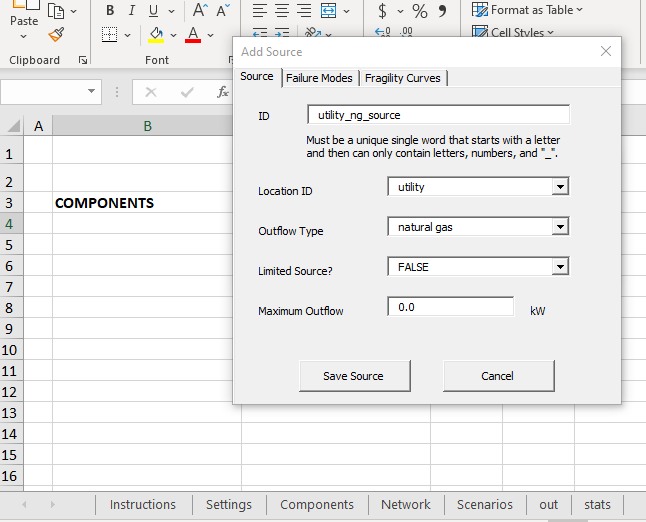 Paste
B I U
A A
A
$ % ,
Format as Table
Cell Styles
Clipboard
Font
fx
Add Source
Source Failure Modes Fragility Curves
ID utility_ng_source
Must be a unique single word that starts with a letter
and then can only contain letters, numbers, and "_".
Location ID utility
Outflow Type natural gas
Limited Source? FALSE
Maximum Outflow 0.0 kW
Save Source Cancel
A B
1
2
3 COMPONENTS
4
5
6
7
8
9
10
11
12
13
14
15
16
Instructions Settings Components Network Scenarios out stats